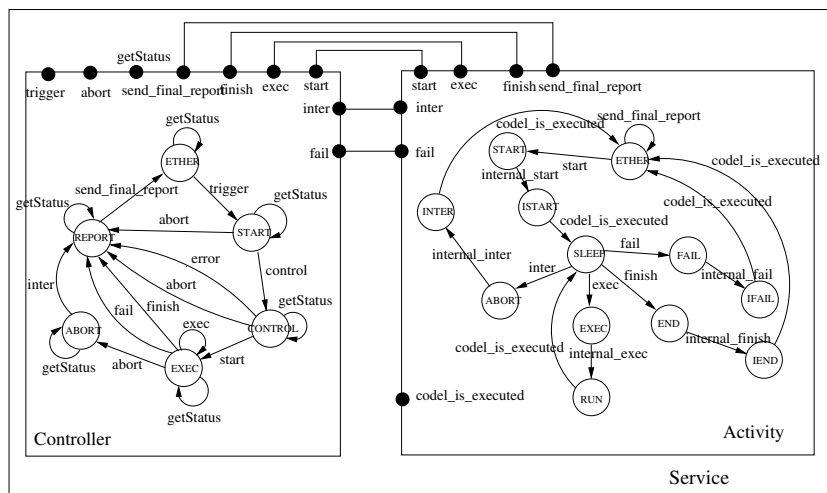 getStatus
trigger
abort
send_final_report
finish
exec
start
start
exec
finish
send_final_report
inter
inter
fail
fail
getStatus
ETHER
send_final_report
trigger
getStatus
getStatus
abort
REPORT
START
error
control
abort
inter
fail
finish
getStatus
CONTROL
exec
ABORT
start
getStatus
abort
EXEC
getStatus
Controller
codel_is_executed
send_final_report
START
ETHER
start
codel_is_executed
internal_start
codel_is_executed
INTER
ISTART
codel_is_executed
internal_inter
SLEEP
fail
FAIL
inter
finish
internal_fail
ABORT
exec
IFAIL
EXEC
END
codel_is_executed
internal_exec
internal_finish
IEND
RUN
codel_is_executed
Activity
Service